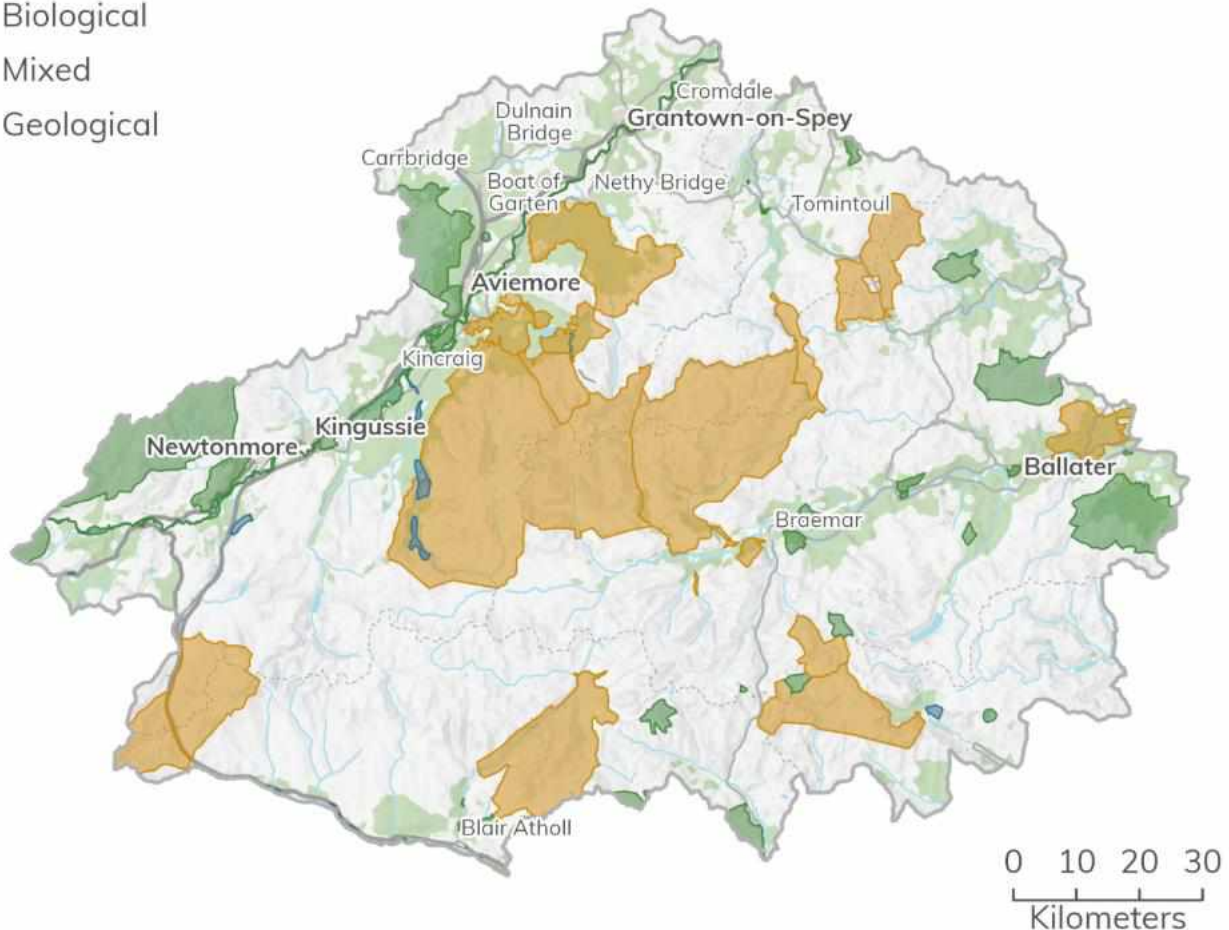 Biological
Mixed
Geological
Cromdale
Dulnain
Bridge
Grantown-on-Spey
Carrbridge
Boat of
Garten
Nethy Bridge
Tomintoul
Aviemore
Kincraig
Kingussie
Newtonmore
Ballater
Braemar
Blair Atholl
0 10 20 30
Kilometers